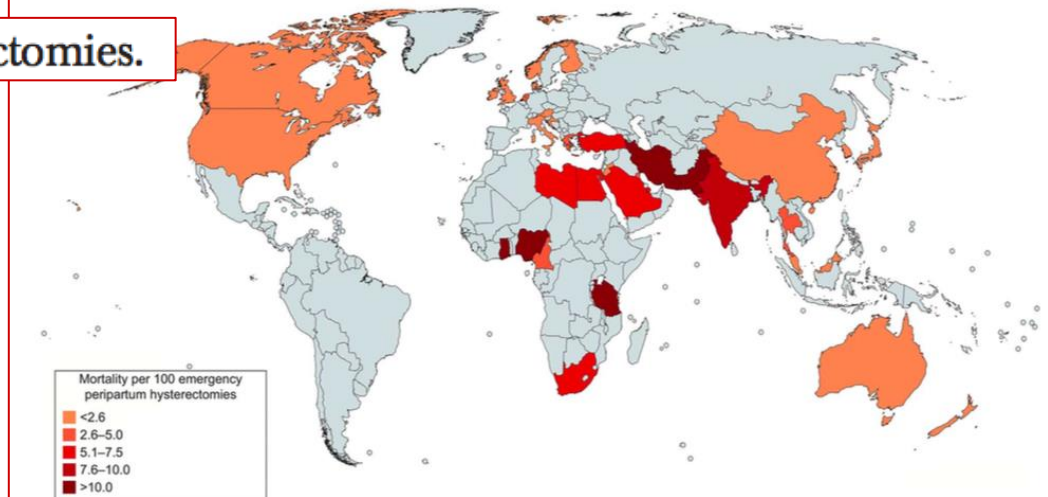 ctomies.
Mortality per 100 emergency
peripartum hysterectomies
<2.6
2.6–5.0
5.1–7.5
7.6–10.0
>10.0